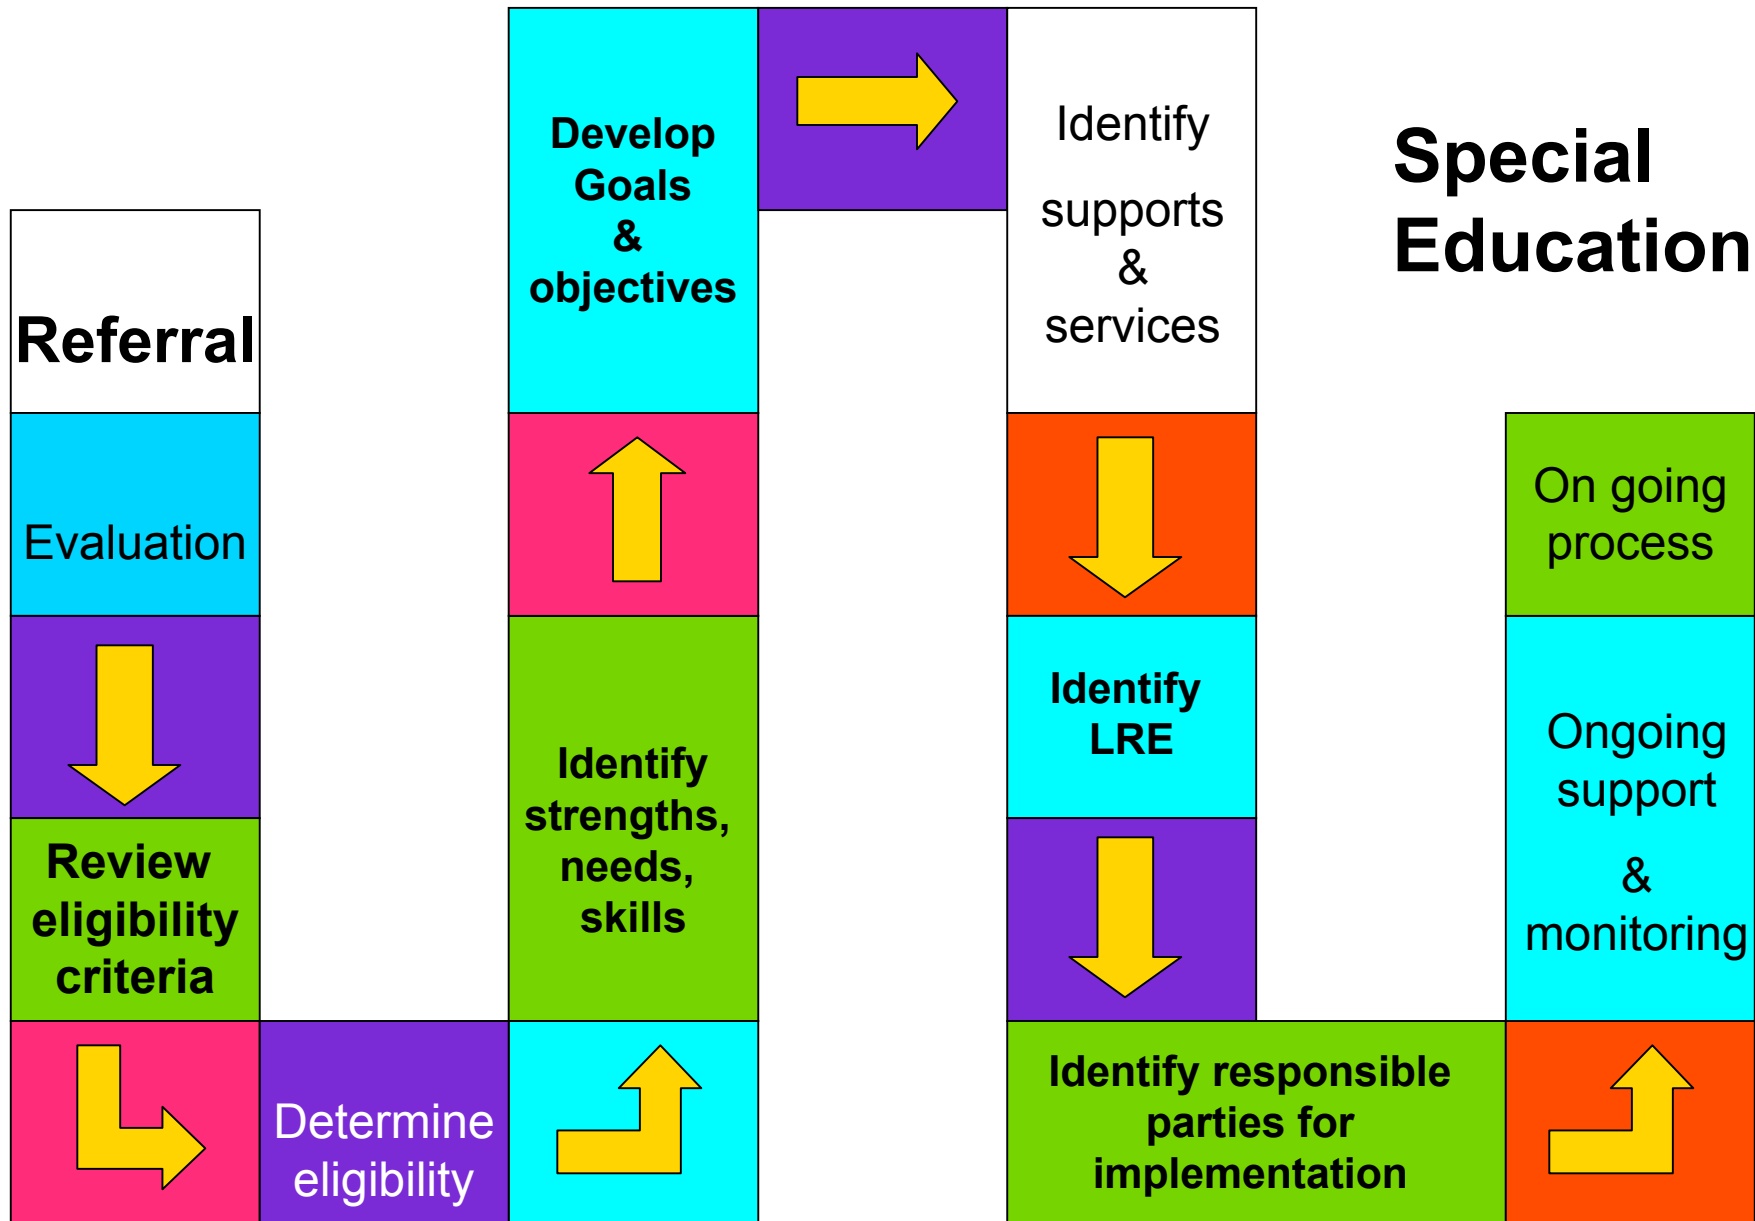 Special
Education
Referral
Evaluation
Review
eligibility
criteria
Determine
eligibility
Identify
strengths,
needs,
skills
Develop
Goals
&
objectives
Identify
supports
&
services
Identify
LRE
Identify responsible
parties for
implementation
Ongoing
support
&
monitoring
On going
process